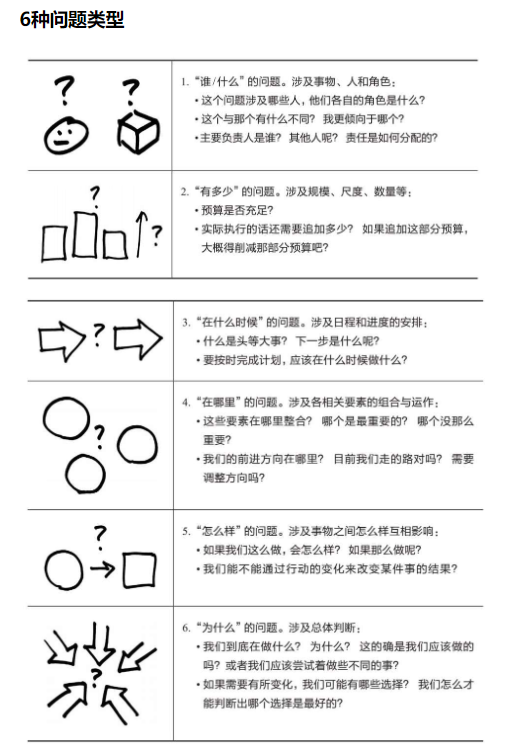 6种问题类型
? ?
1. “谁/什么”的问题。涉及事物、人和角色：
• 这个问题涉及哪些人，他们各自的角色是什么？
• 这个与那个有什么不同？ 我更倾向于哪个？
• 主要负责人是谁？ 其他人呢？ 责任是如何分配的？
?
?
2. “有多少”的问题。涉及规模、尺度、数量等：
• 预算是否充足？
• 实际执行的话还需要追加多少？ 如果追加这部分预算，
大概得削减那部分预算吧？
?
3. “在什么时候”的问题。涉及日程和进度的安排：
• 什么是头等大事？ 下一步是什么呢？
• 要按时完成计划，应该在什么时候做什么？
?
4. “在哪里”的问题。涉及各相关要素的组合与运作：
• 这些要素在哪里整合？ 哪个是最重要的？ 哪个没那么
重要？
• 我们的前进方向在哪里？ 目前我们走的路对吗？ 需要
调整方向吗？
?
5. “怎么样”的问题。涉及事物之间怎么样互相影响：
• 如果我们这么做，会怎么样？ 如果那么做呢？
• 我们能不能通过行动的变化来改变某件事的结果？
?
6. “为什么”的问题。涉及总体判断：
• 我们到底在做什么？ 为什么？ 这的确是我们应该做的
吗？或者我们应该尝试着做些不同的事？
• 如果需要有所变化，我们可能有哪些选择？ 我们怎么才
能判断出哪个选择是最好的？